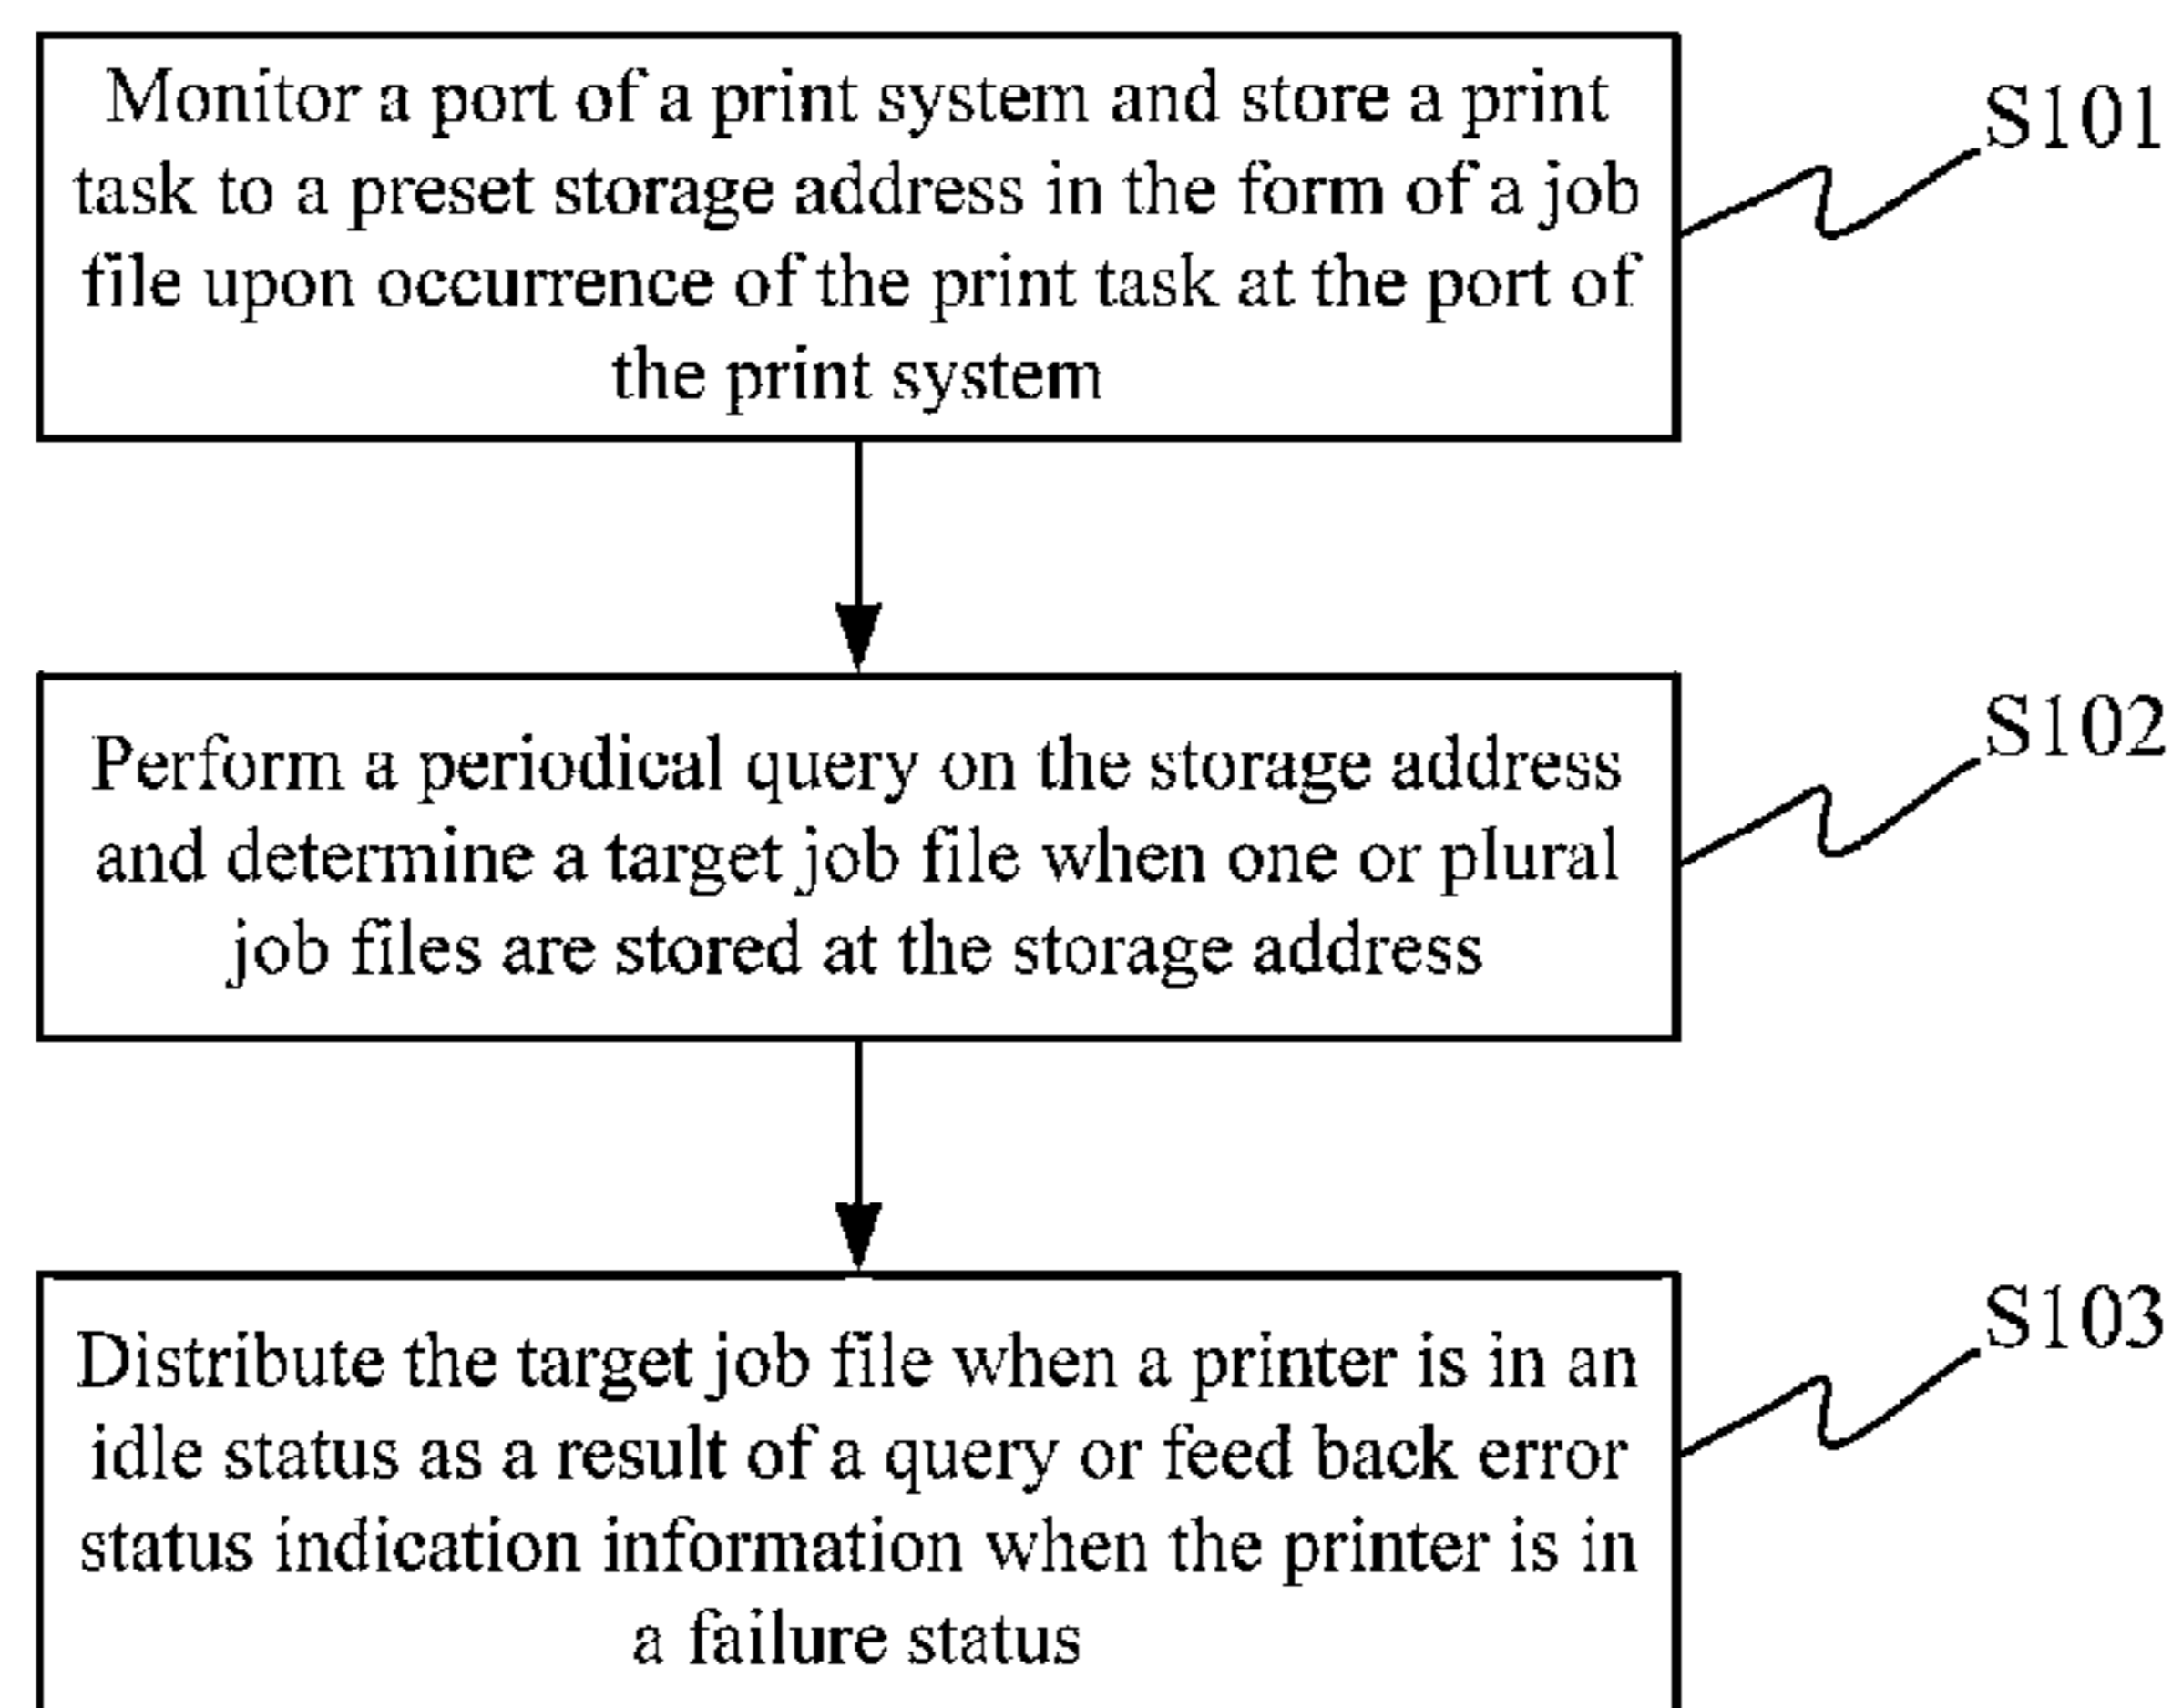 Monitor a port of a print system and store a print
task to a preset storage address in the form of a job
file upon occurrence of the print task at the port of
the print system
S101
Perform a periodical query on the storage address
and determine a target job file when one or plural
job files are stored at the storage address
S102
Distribute the target job file when a printer is in an
idle status as a result of a query or feed back error
status indication information when the printer is in
a failure status
S103